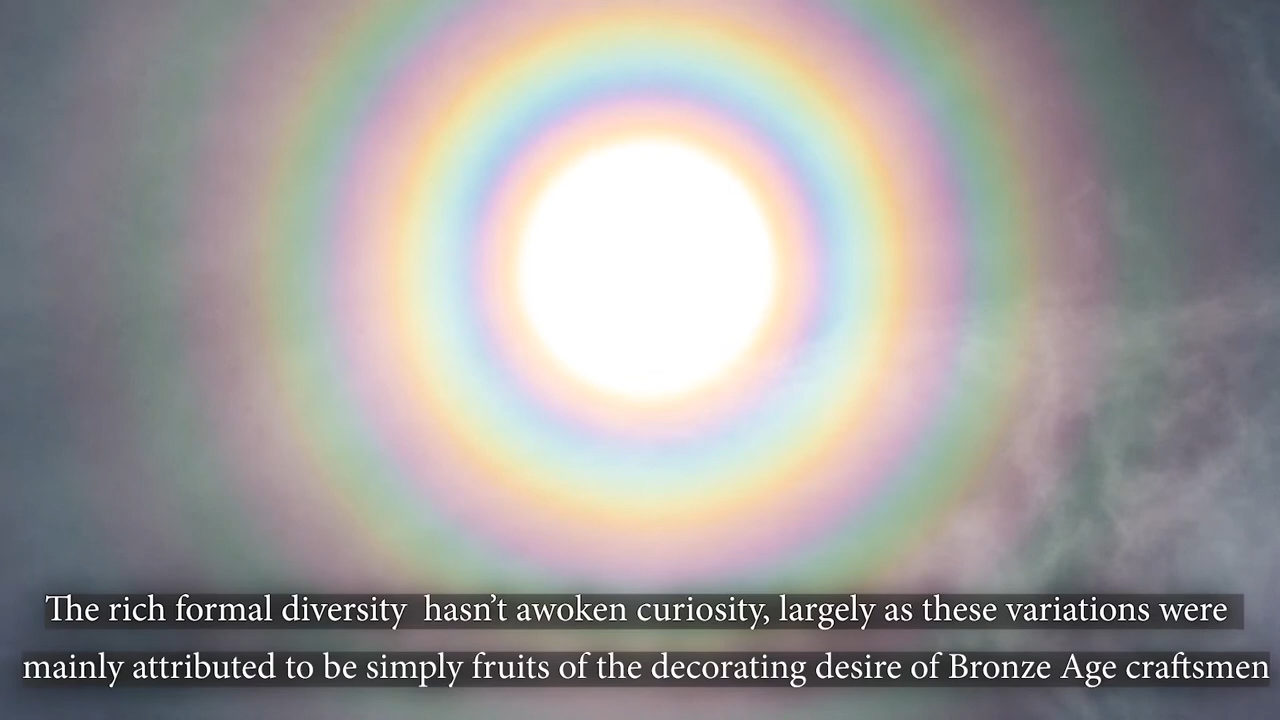 The rich formal diversity  hasn’t awoken curiosity, largely as these variations were
mainly attributed to be simply fruits of the decorating desire of Bronze Age craftsmen